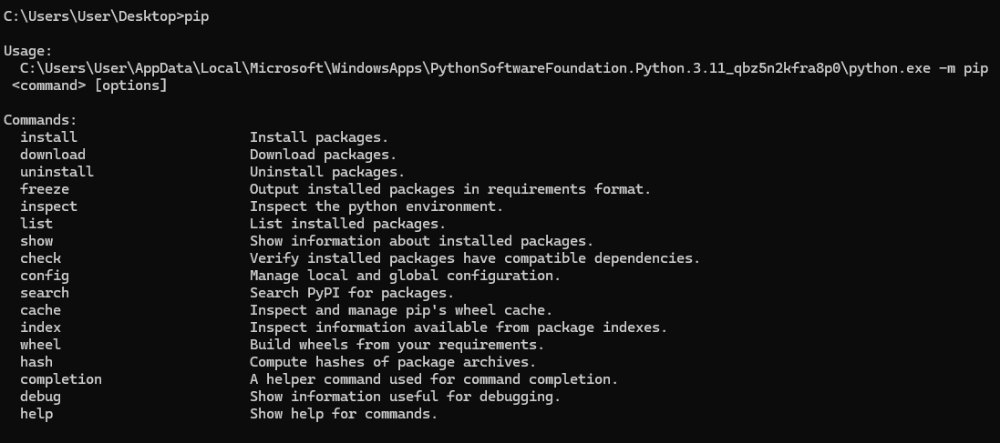 C:\Users\User\Desktop>pip
Usage:
C:\Users\User\AppData\Local\Microsoft\WindowsApps\PythonSoftwareFoundation.Python.3.11_qbz5n2kfra8p0\python.exe -m pip
<command> [options]
Commands:
install Install packages.
download Download packages.
uninstall Uninstall packages.
freeze Output installed packages in requirements format.
inspect Inspect the python environment.
list List installed packages.
show Show information about installed packages.
check Verify installed packages have compatible dependencies.
config Manage local and global configuration.
search Search PyPI for packages.
cache Inspect and manage pip's wheel cache.
index Inspect information available from package indexes.
wheel Build wheels from your requirements.
hash Compute hashes of package archives.
completion A helper command used for command completion.
debug Show information useful for debugging.
help Show help for commands.